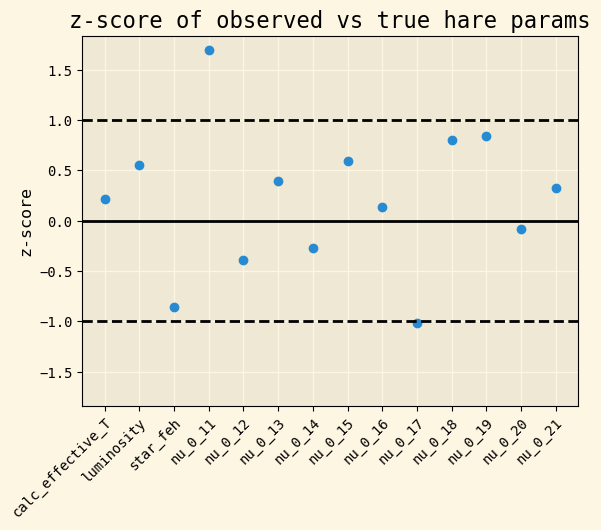 z-score of observed vs true hare params
z-score
1.5
1.0
0.5
0.0
−0.5
−1.0
−1.5
calc_effective_T
luminosity
star_feh
nu_0_11
nu_0_12
nu_0_13
nu_0_14
nu_0_15
nu_0_16
nu_0_17
nu_0_18
nu_0_19
nu_0_20
nu_0_21